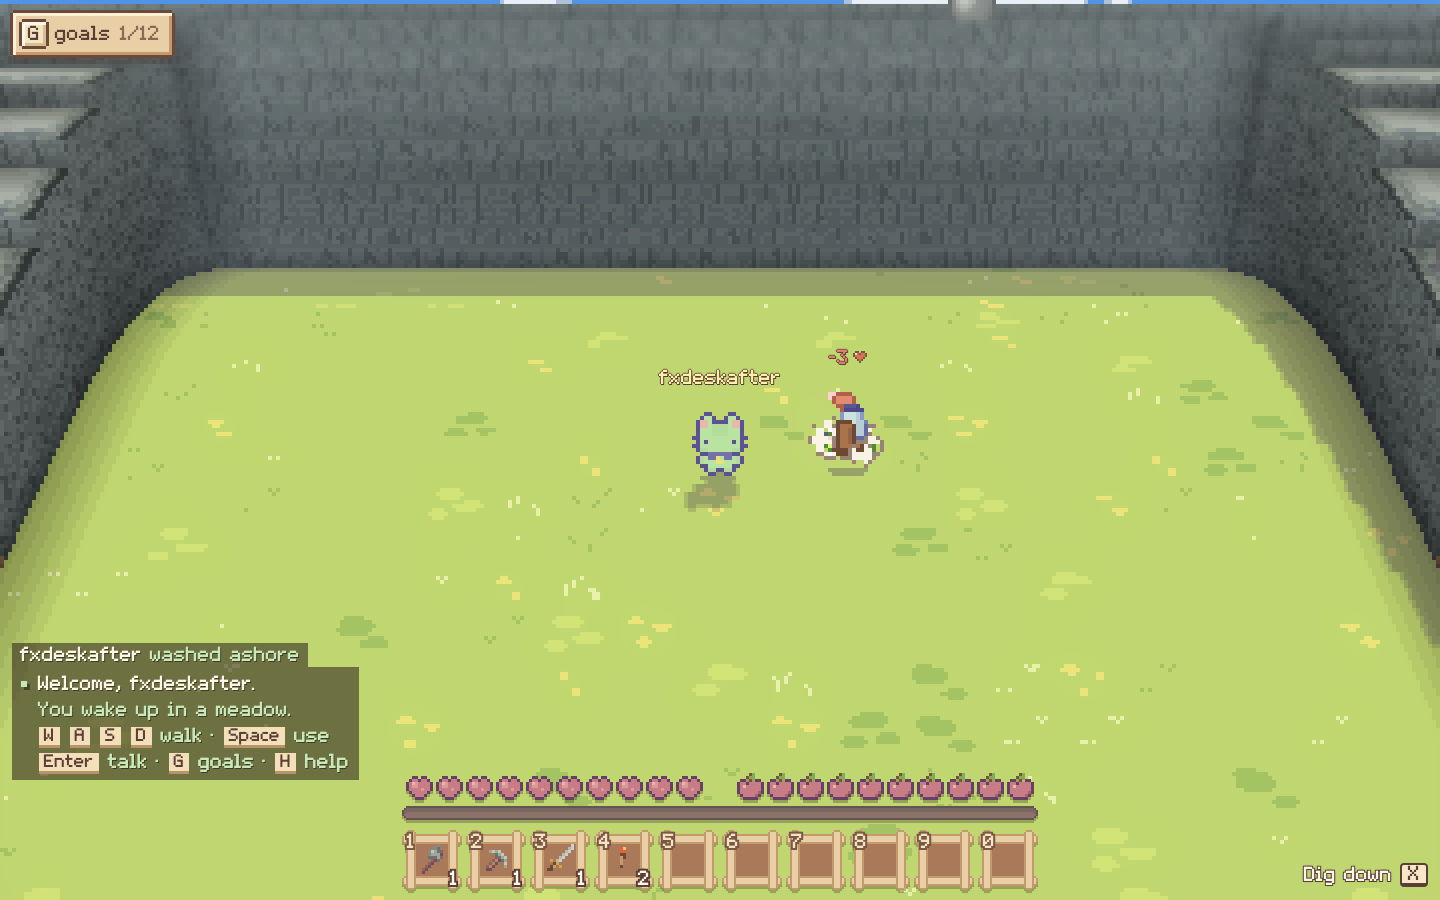 G goals 1/12
-3
fxdeskafter
fxdeskafter washed ashore
Welcome, fxdeskafter.
You wake up in a meadow.
W A S D walk · Space use
Enter talk · G goals · H help
1 2 3 4 5 6 7 8 9 0
1 1 1 2
Dig down X